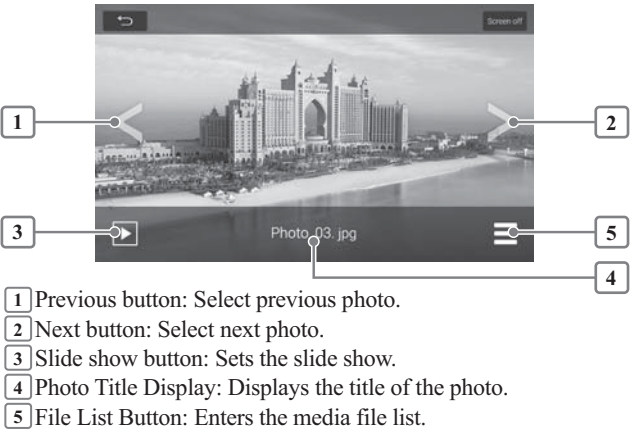 Screen off
1
2
3
Photo_03. jpg
5
4
1 Previous button: Select previous photo.
2 Next button: Select next photo.
3 Slide show button: Sets the slide show.
4 Photo Title Display: Displays the title of the photo.
5 File List Button: Enters the media file list.